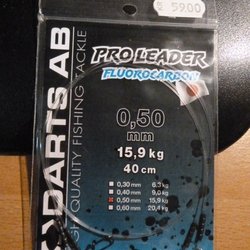 59.00
DARTS AB
HIGH QUALITY FISHING TACKLE
PRO LEADER
FLUOROCARBON
0,50
mm
15,9 kg
40 cm
0,30 mm 6,3 kg
0,40 mm 9,0 kg
0,50 mm 15,9 kg
0,60 mm 20,4 kg